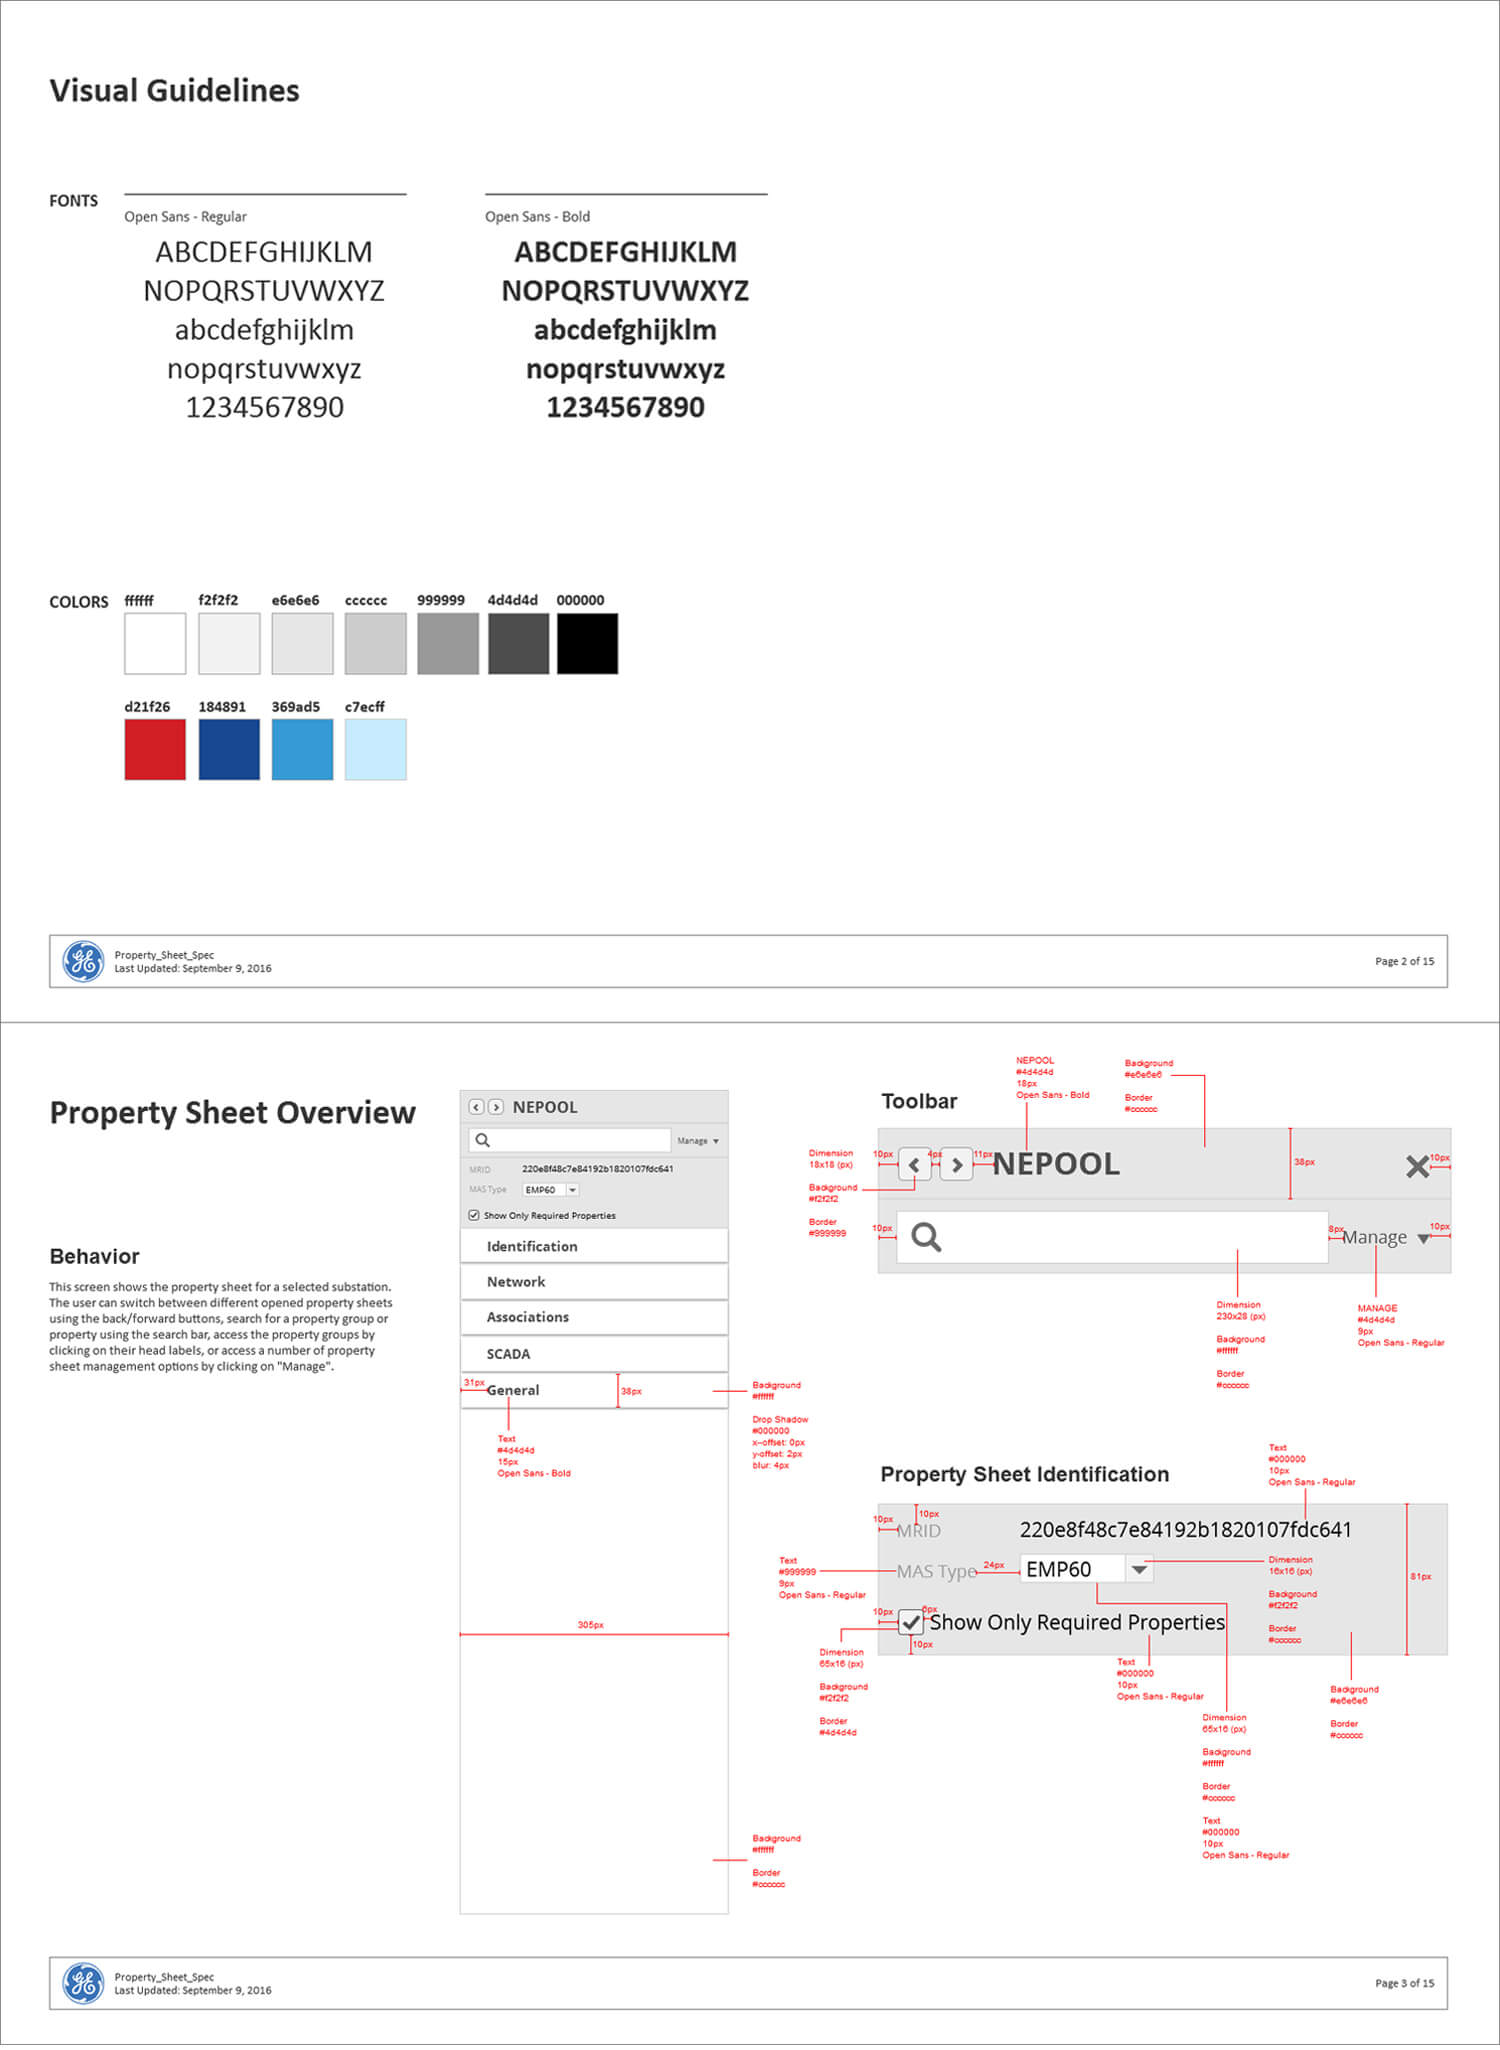 Visual Guidelines
FONTS
Open Sans - Regular
ABCDEFGHIJKLM
NOPQRSTUVWXYZ
abcdefghijklm
nopqrstuvwxyz
1234567890
Open Sans - Bold
ABCDEFGHIJKLM
NOPQRSTUVWXYZ
abcdefghijklm
nopqrstuvwxyz
1234567890
COLORS
ffffff f2f2f2 e6e6e6 cccccc 999999 4d4d4d 000000
d21f26 184891 369ad5 c7ecff
GE
Property_Sheet_Spec
Last Updated: September 9, 2016
Page 2 of 15
Property Sheet Overview
Behavior
This screen shows the property sheet for a selected substation.
The user can switch between different opened property sheets
using the back/forward buttons, search for a property group or
property using the search bar, access the property groups by
clicking on their head labels, or access a number of property
sheet management options by clicking on "Manage".
NEPOOL
Manage
MRID 220e8f48c7e84192b1820107fdc641
MAS Type EMP60
Show Only Required Properties
Identification
Network
Associations
SCADA
31px General 38px
Text
#4d4d4d
15px
Open Sans - Bold
Background
#ffffff
Drop Shadow
#000000
x–offset: 0px
y-offset: 2px
blur: 4px
305px
Background
#ffffff
Border
#cccccc
Toolbar
NEPOOL
#4d4d4d
18px
Open Sans - Bold
Background
#e6e6e6
Border
#cccccc
Dimension
18x18 (px)
Background
#f2f2f2
Border
#999999
10px 4px 11px NEPOOL 38px 10px
10px 8px Manage 10px
Dimension
230x28 (px)
Background
#ffffff
Border
#cccccc
MANAGE
#4d4d4d
9px
Open Sans - Regular
Property Sheet Identification
Text
#000000
10px
Open Sans - Regular
10px 10px
MRID 220e8f48c7e84192b1820107fdc641
Text
#999999
9px
Open Sans - Regular
MAS Type 24px EMP60
Dimension
16x16 (px)
Background
#f2f2f2
Border
#cccccc
81px
10px 6px Show Only Required Properties
10px
Dimension
65x16 (px)
Background
#f2f2f2
Border
#4d4d4d
Text
#000000
10px
Open Sans - Regular
Dimension
65x16 (px)
Background
#ffffff
Border
#cccccc
Text
#000000
10px
Open Sans - Regular
Background
#e6e6e6
Border
#cccccc
GE
Property_Sheet_Spec
Last Updated: September 9, 2016
Page 3 of 15